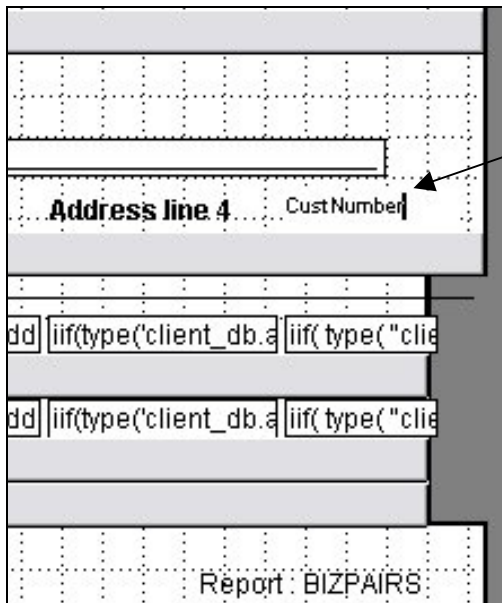 Address line 4 CustNumber
dd iif(type('client_db.a iif( type( "clie
dd iif(type('client_db.a iif( type( "clie
Report : BIZPAIRS